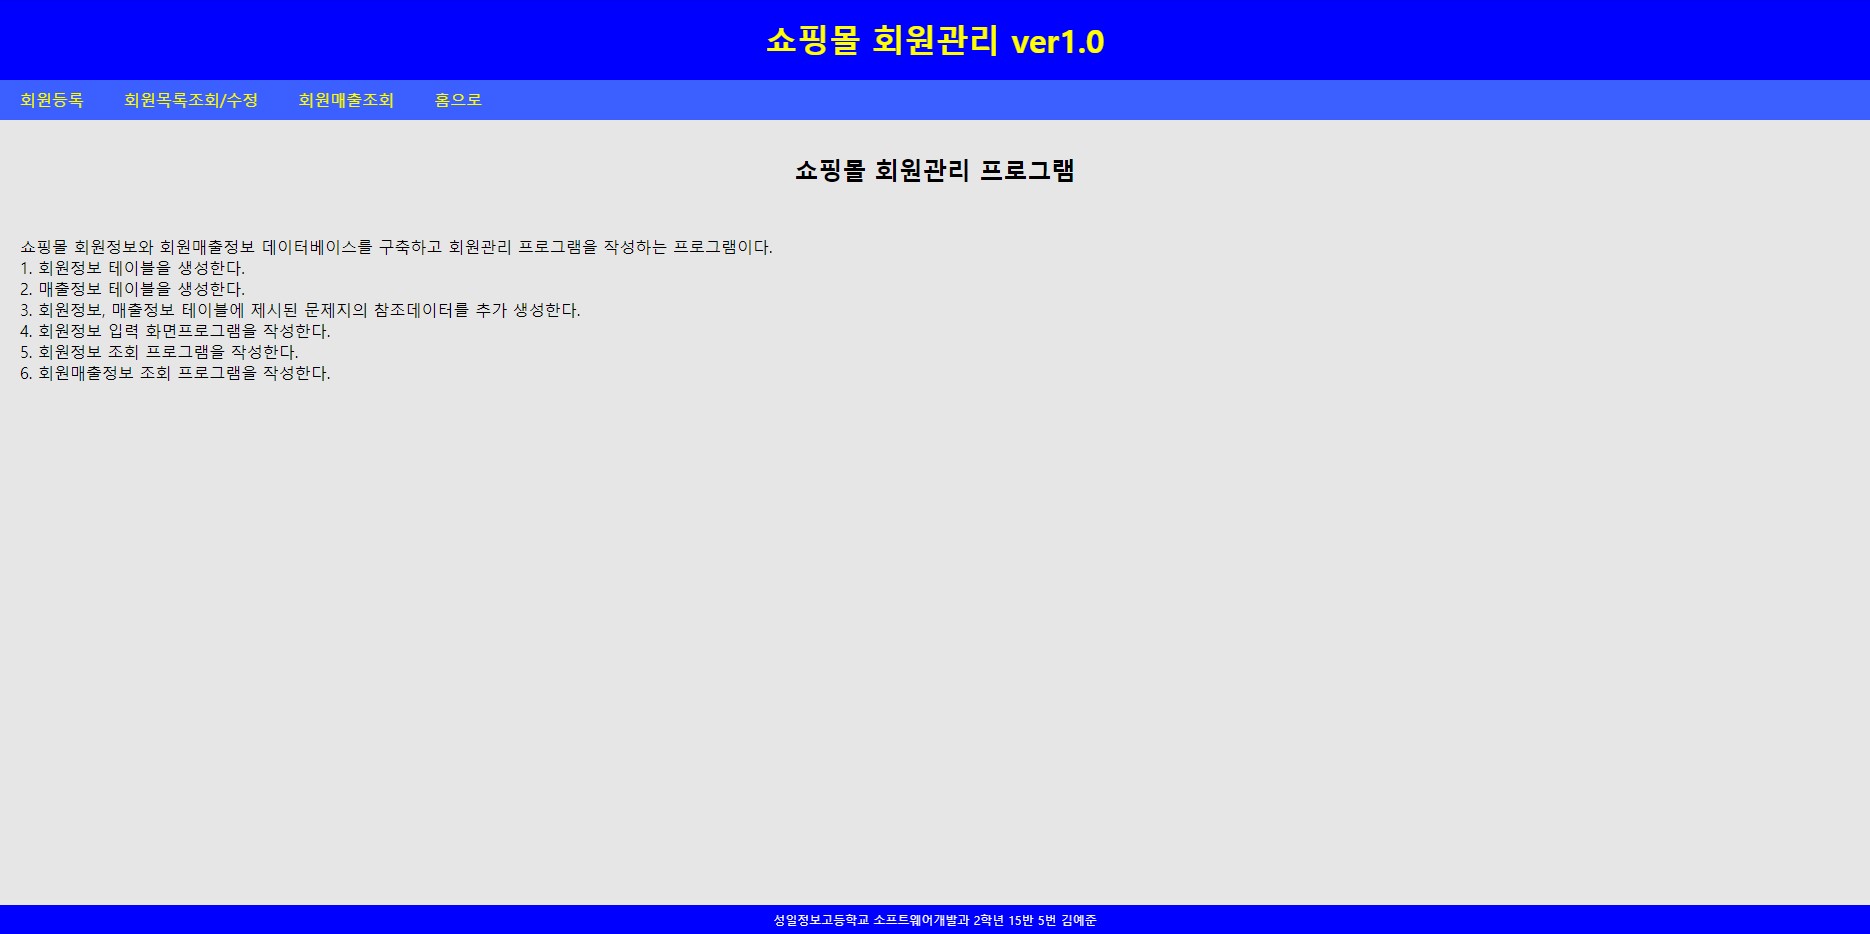 쇼핑몰 회원관리 ver1.0
회원등록 회원목록조회/수정 회원매출조회 홈으로
쇼핑몰 회원관리 프로그램
쇼핑몰 회원정보와 회원매출정보 데이터베이스를 구축하고 회원관리 프로그램을 작성하는 프로그램이다.
1. 회원정보 테이블을 생성한다.
2. 매출정보 테이블을 생성한다.
3. 회원정보, 매출정보 테이블에 제시된 문제지의 참조데이터를 추가 생성한다.
4. 회원정보 입력 화면프로그램을 작성한다.
5. 회원정보 조회 프로그램을 작성한다.
6. 회원매출정보 조회 프로그램을 작성한다.
성일정보고등학교 소프트웨어개발과 2학년 15반 5번 김예준